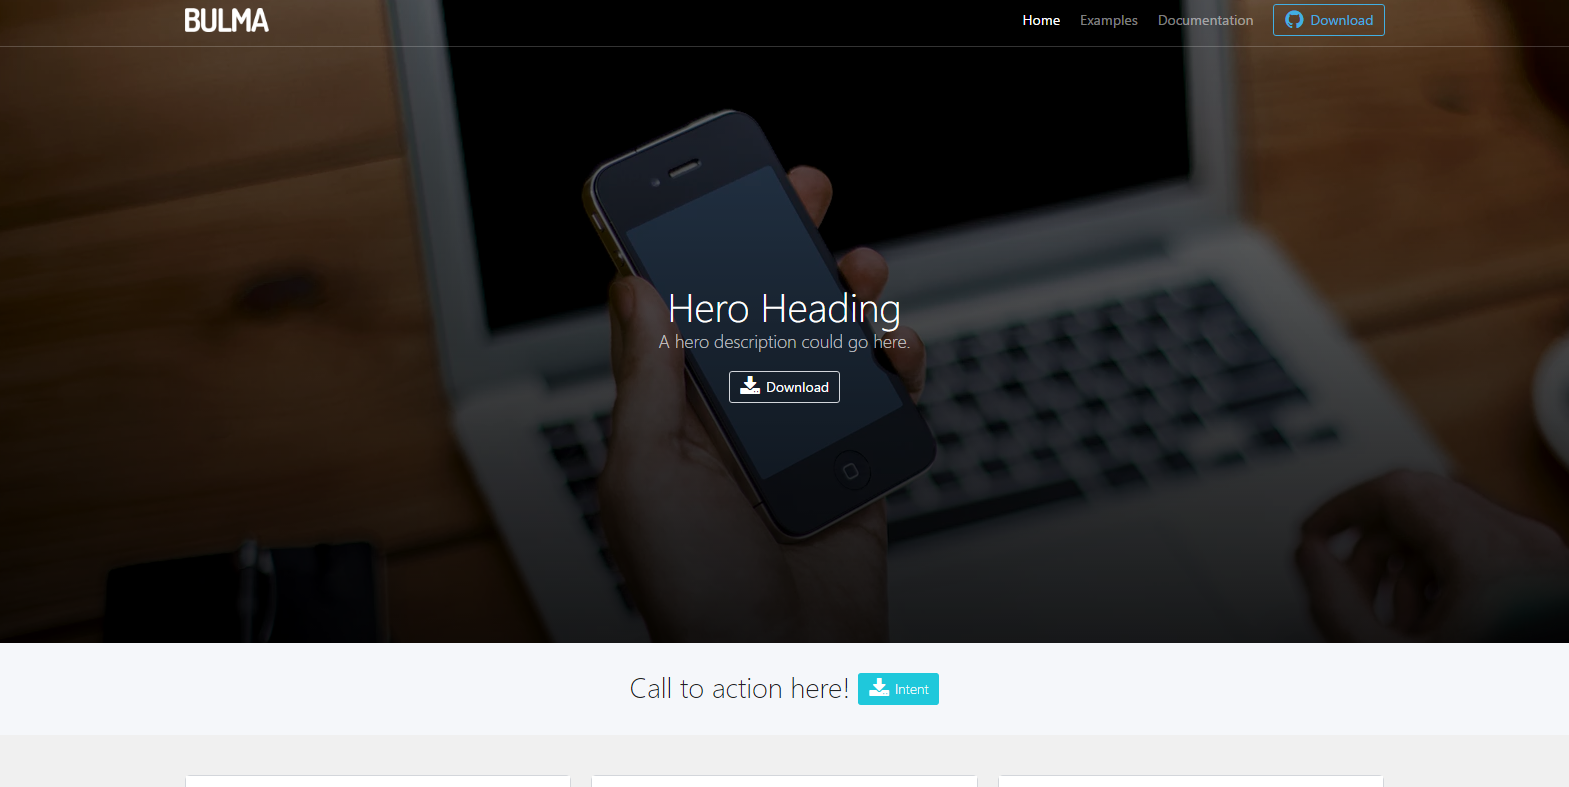 BULMA
Home Examples Documentation Download
Hero Heading
A hero description could go here.
Download
Call to action here! Intent